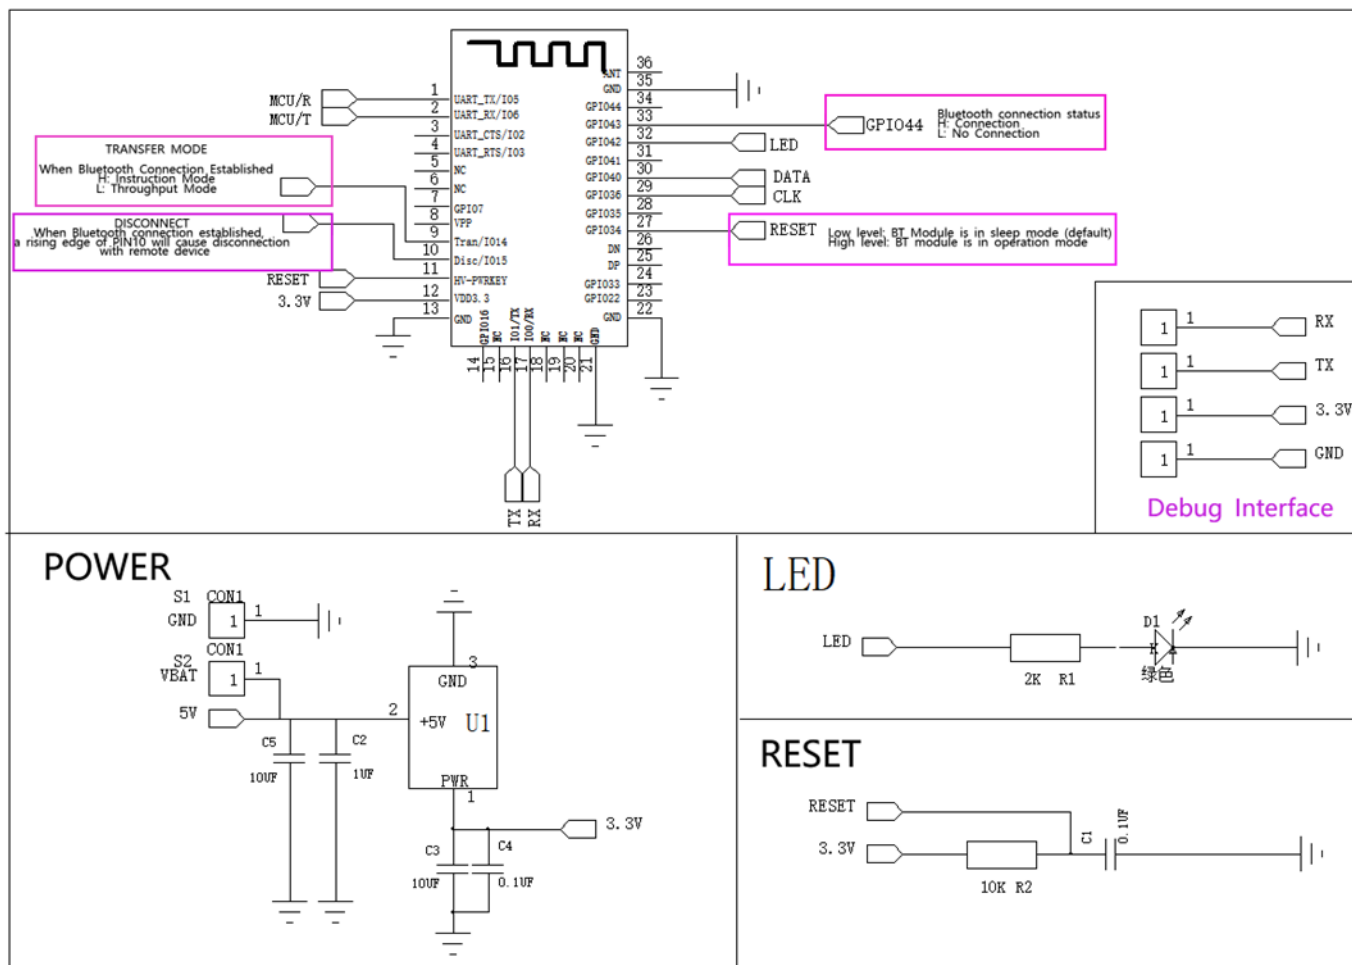 MCU/R
MCU/T
1
2
3
4
5
6
7
8
9
10
11
12
13
UART_TX/IO5
UART_RX/IO6
UART_CTS/IO2
UART_RTS/IO3
NC
NC
GPIO7
VPP
Tran/IO14
Disc/IO15
HV-PWRKEY
VDD3.3
GND
TRANSFER MODE
When Bluetooth Connection Established
H: Instruction Mode
L: Throughput Mode
DISCONNECT
When Bluetooth connection established,
a rising edge of PIN10 will cause disconnection
with remote device
RESET
3.3V
GPIO16
NC
IO1/TX
IO0/RX
NC
NC
NC
GND
14
15
16
17
18
19
20
21
TX
RX
ANT
GND
GPIO44
GPIO43
GPIO42
GPIO41
GPIO40
GPIO36
GPIO35
GPIO34
DN
DP
GPIO33
GPIO22
GND
36
35
34
33
32
31
30
29
28
27
26
25
24
23
22
GPIO44
Bluetooth connection status
H: Connection
L: No Connection
LED
DATA
CLK
RESET
Low level: BT Module is in sleep mode (default)
High level: BT module is in operation mode
1 1 RX
1 1 TX
1 1 3.3V
1 1 GND
Debug Interface
POWER
S1 CON1
GND 1 1
CON1
S2
VBAT 1 1
5V
C5
10UF
C2
1UF
2
3
GND
+5V U1
PWR
1
3.3V
C3
10UF
C4
0.1UF
LED
LED
2K R1
D1
K
A
绿色
RESET
RESET
3.3V
10K R2
C1
0.1UF